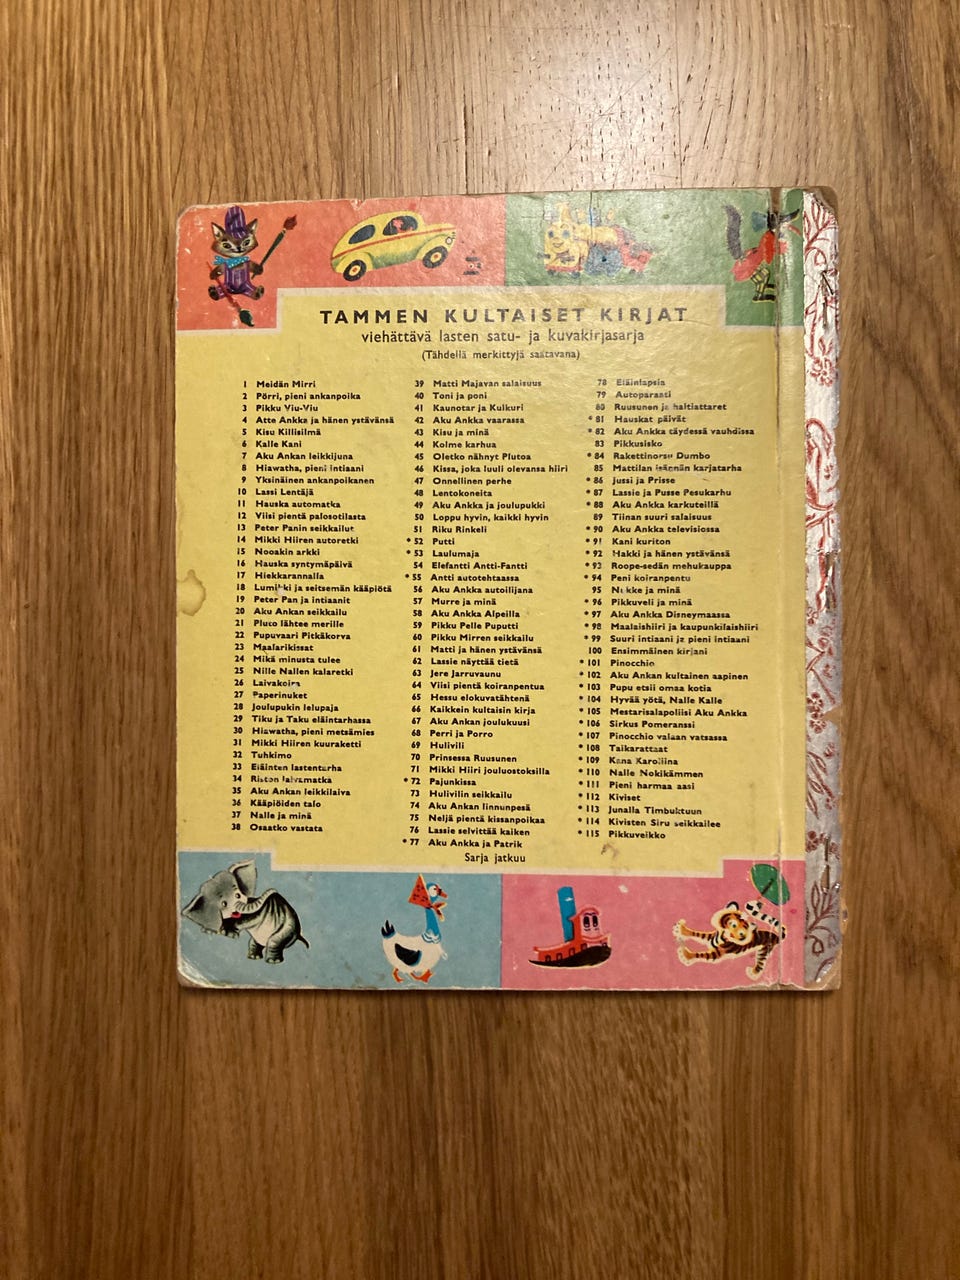 TAMMEN KULTAISET KIRJAT
viehättävä lasten satu- ja kuvakirjasarja
(Tähdellä merkittyjä saatavana)
1 Meidän Mirri
2 Pörri, pieni ankanpoika
3 Pikku Viu-Viu
4 Atte Ankka ja hänen ystävänsä
5 Kisu Killisilmä
6 Kalle Kani
7 Aku Ankan leikkijuna
8 Hiawatha, pieni intiaani
9 Yksinäinen ankanpoikanen
10 Lassi Lentäjä
11 Hauska automatka
12 Viisi pientä palosotilasta
13 Peter Panin seikkailut
14 Mikki Hiiren autoretki
15 Nooakin arkki
16 Hauska syntymäpäivä
17 Hiekkarannalla
18 Lumikki ja seitsemän kääpiötä
19 Peter Pan ja intiaanit
20 Aku Ankan seikkailu
21 Pluto lähtee merille
22 Pupuvaari Pitkäkorva
23 Maalarikissat
24 Mikä minusta tulee
25 Nille Nallen kalaretki
26 Laivakoira
27 Paperinuket
28 Joulupukin lelupaja
29 Tiku ja Taku eläintarhassa
30 Hiawatha, pieni metsämies
31 Mikki Hiiren kuuraketti
32 Tuhkimo
33 Eläinten lastentarha
34 Riston laivamatka
35 Aku Ankan leikkilaiva
36 Kääpiöiden talo
37 Nalle ja minä
38 Osaatko vastata
39 Matti Majavan salaisuus
40 Toni ja poni
41 Kaunotar ja Kulkuri
42 Aku Ankka vaarassa
43 Kisu ja minä
44 Kolme karhua
45 Oletko nähnyt Plutoa
46 Kissa, joka luuli olevansa hiiri
47 Onnellinen perhe
48 Lentokoneita
49 Aku Ankka ja joulupukki
50 Loppu hyvin, kaikki hyvin
51 Riku Rinkeli
* 52 Putti
* 53 Laulumaja
54 Elefantti Antti-Fantti
* 55 Antti autotehtaassa
56 Aku Ankka autoilijana
57 Murre ja minä
58 Aku Ankka Alpeilla
59 Pikku Pelle Puputti
60 Pikku Mirren seikkailu
61 Matti ja hänen ystävänsä
62 Lassie näyttää tietä
63 Jere Jarruvaunu
64 Viisi pientä koiranpentua
65 Hessu elokuvatähtenä
66 Kaikkein kultaisin kirja
67 Aku Ankan joulukuusi
68 Perri ja Porro
69 Hulivili
70 Prinsessa Ruusunen
71 Mikki Hiiri jouluostoksilla
* 72 Pajunkissa
73 Hulivilin seikkailu
74 Aku Ankan linnunpesä
75 Neljä pientä kissanpoikaa
76 Lassie selvittää kaiken
* 77 Aku Ankka ja Patrik
78 Eläinlapsia
79 Autoparaati
80 Ruusunen ja haltiattaret
* 81 Hauskat päivät
* 82 Aku Ankka täydessä vauhdissa
83 Pikkusisko
* 84 Rakettinorsu Dumbo
85 Mattilan isännän karjatarha
* 86 Jussi ja Prisse
* 87 Lassie ja Pusse Pesukarhu
* 88 Aku Ankka karkuteillä
89 Tiinan suuri salaisuus
* 90 Aku Ankka televisiossa
* 91 Kani kuriton
* 92 Hakki ja hänen ystävänsä
* 93 Roope-sedän mehukauppa
* 94 Peni koiranpentu
95 Nukke ja minä
* 96 Pikkuveli ja minä
* 97 Aku Ankka Disneymaassa
* 98 Maalaishiiri ja kaupunkilaishiiri
* 99 Suuri intiaani ja pieni intiaani
100 Ensimmäinen kirjani
* 101 Pinocchio
* 102 Aku Ankan kultainen aapinen
* 103 Pupu etsii omaa kotia
* 104 Hyvää yötä, Nalle Kalle
* 105 Mestarisalapoliisi Aku Ankka
* 106 Sirkus Pomeranssi
* 107 Pinocchio valaan vatsassa
* 108 Taikarattaat
* 109 Kana Karoliina
* 110 Nalle Nokikämmen
* 111 Pieni harmaa aasi
* 112 Kiviset
* 113 Junalla Timbuktuun
* 114 Kivisten Siru seikkailee
* 115 Pikkuveikko
Sarja jatkuu